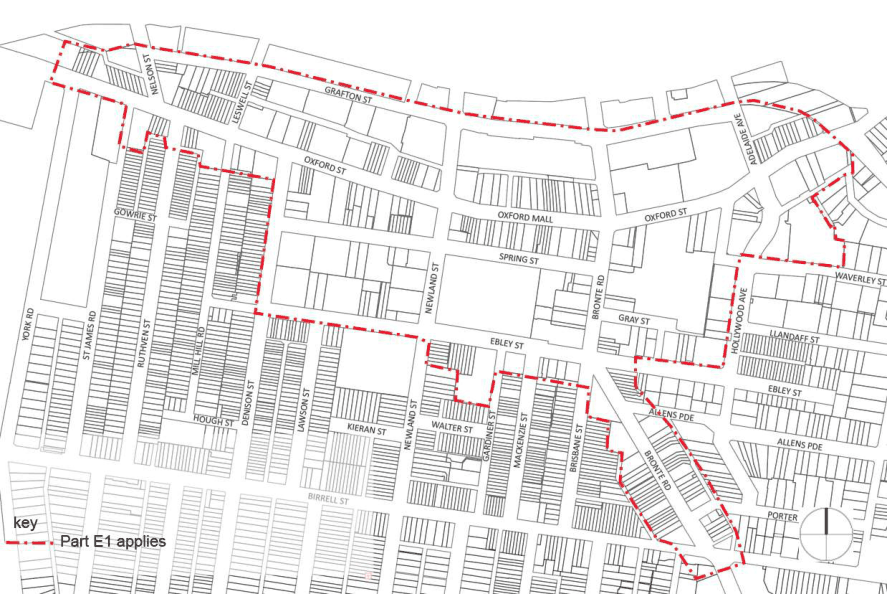 NELSON ST
LESWELL ST
GRAFTON ST
ADELAIDE AVE
OXFORD ST
GOWRIE ST
OXFORD MALL
OXFORD ST
SPRING ST
WAVERLEY ST
NEWLAND ST
BRONTE RD
HOLLYWOOD AVE
YORK RD
ST JAMES RD
RUTHVEN ST
MILL HILL RD
GRAY ST
LLANDAFF ST
EBLEY ST
EBLEY ST
DENISON ST
LAWSON ST
NEWLAND ST
HOUGH ST
KIERAN ST
WALTER ST
GARDINER ST
MACKENZIE ST
BRISBANE ST
ALLENS PDE
ALLENS PDE
BRONTE RD
BIRRELL ST
PORTER
key
Part E1 applies